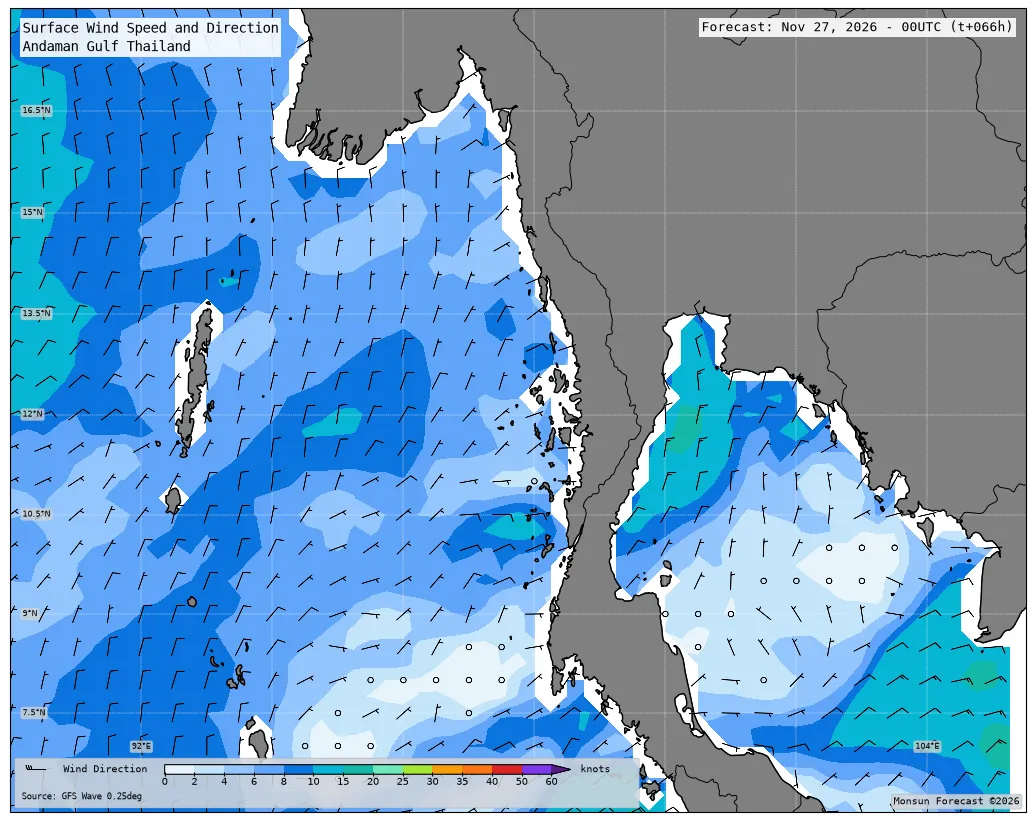 Surface Wind Speed and Direction
Andaman Gulf Thailand
Forecast: Nov 27, 2026 - 00UTC (t+066h)
16.5°N
15°N
13.5°N
12°N
10.5°N
9°N
7.5°N
92°E
104°E
Wind Direction
knots
0 2 4 6 8 10 15 20 25 30 35 40 50 60
Source: GFS Wave 0.25deg
Monsun Forecast ©2026